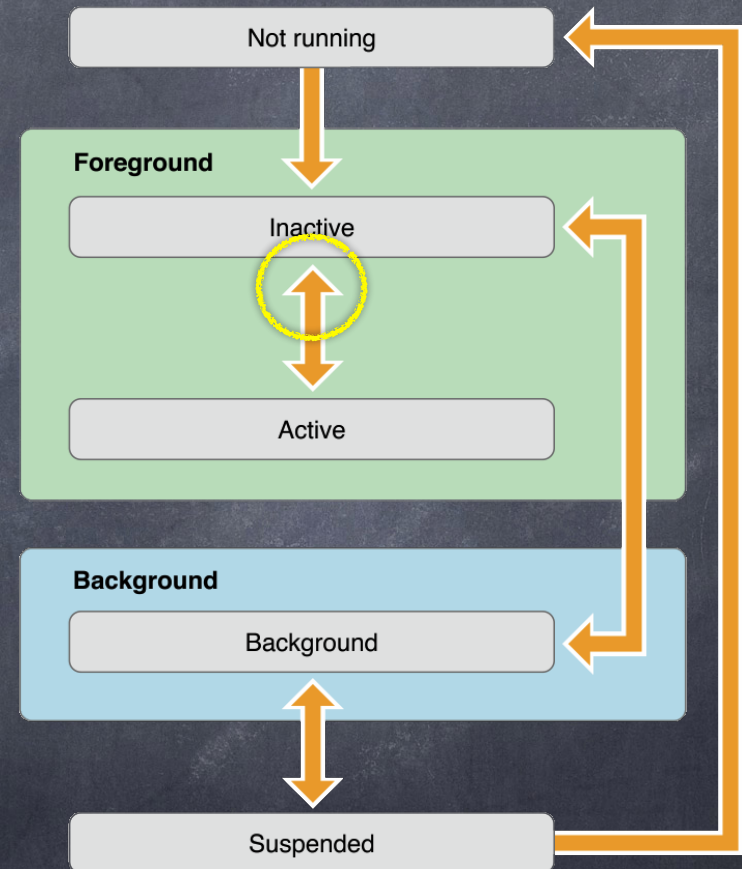 Not running
Foreground
Inactive
Active
Background
Background
Suspended